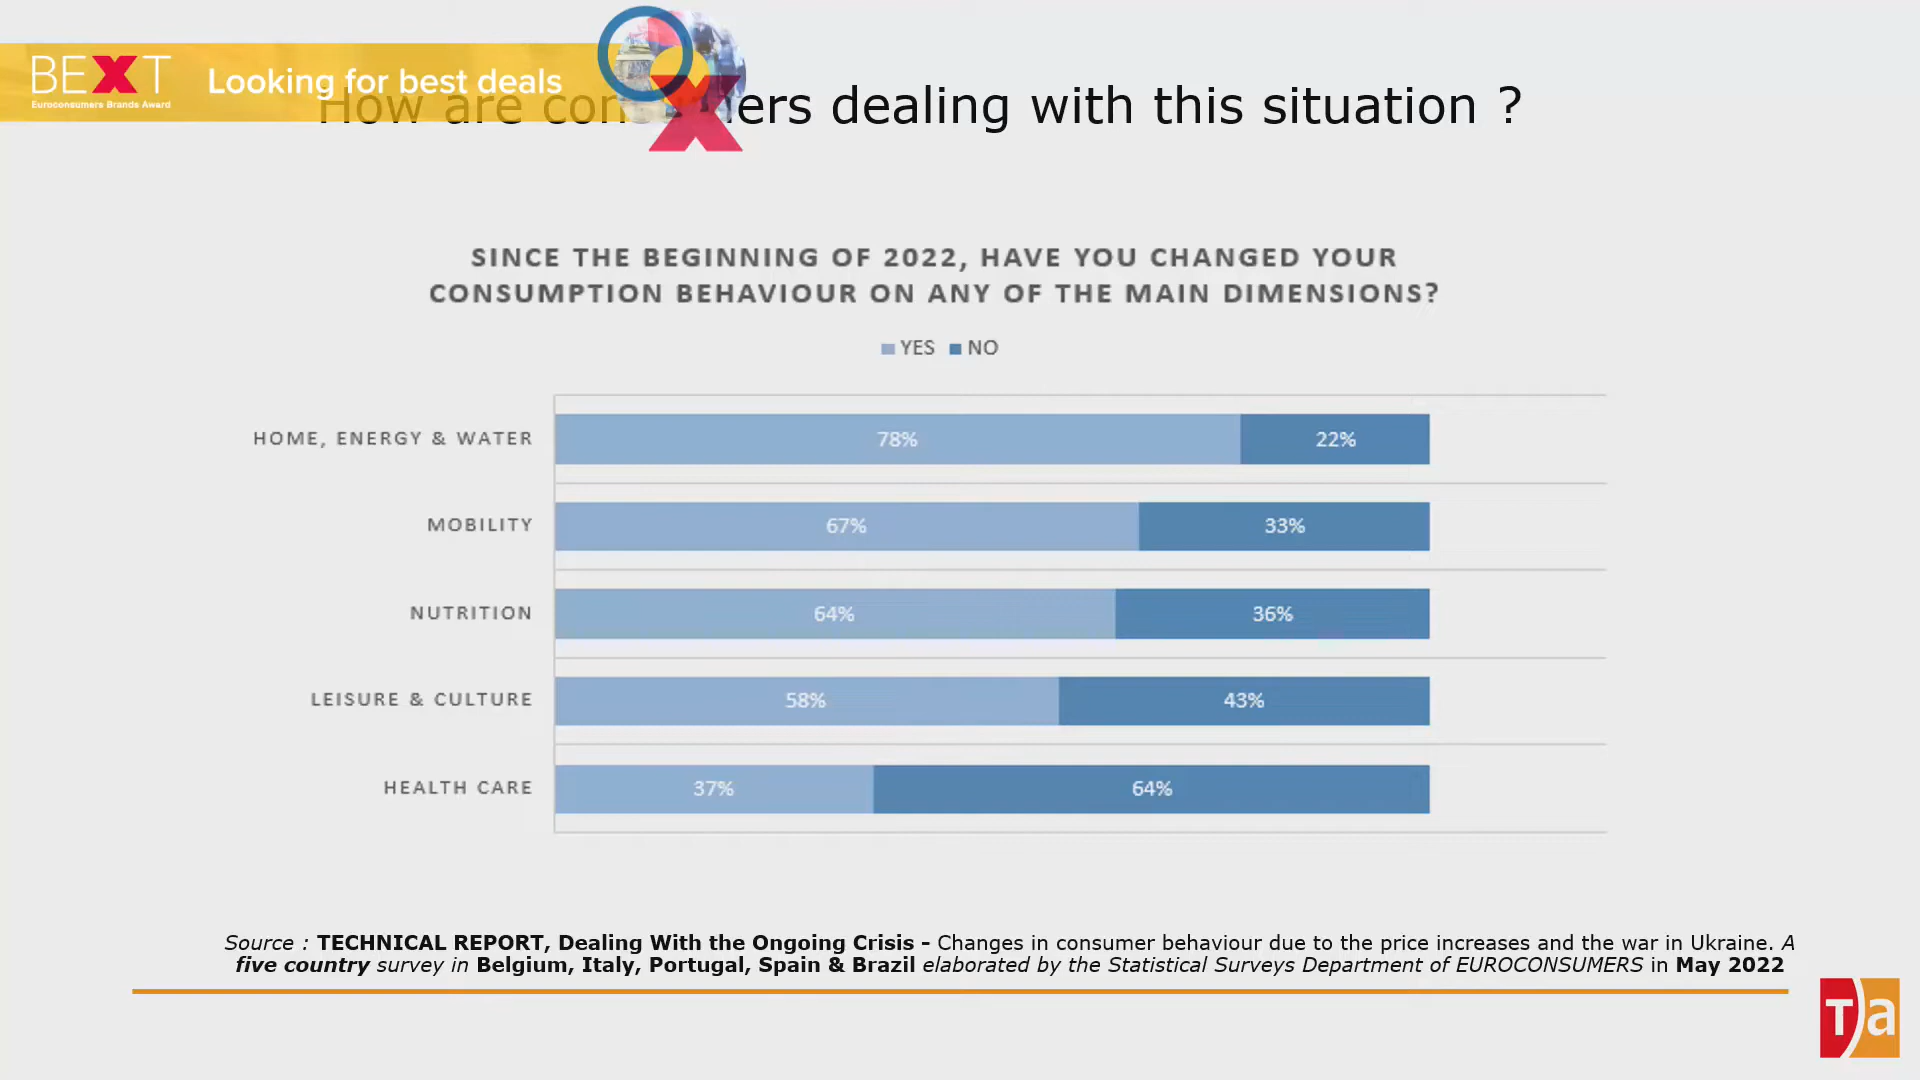 BEXT
Euroconsumers Brands Award
Looking for best deals
How are con ers dealing with this situation ?
SINCE THE BEGINNING OF 2022, HAVE YOU CHANGED YOUR
CONSUMPTION BEHAVIOUR ON ANY OF THE MAIN DIMENSIONS?
YES NO
HOME, ENERGY & WATER 78% 22%
MOBILITY 67% 33%
NUTRITION 64% 36%
LEISURE & CULTURE 58% 43%
HEALTH CARE 37% 64%
Source : TECHNICAL REPORT, Dealing With the Ongoing Crisis – Changes in consumer behaviour due to the price increases and the war in Ukraine. A
five country survey in Belgium, Italy, Portugal, Spain & Brazil elaborated by the Statistical Surveys Department of EUROCONSUMERS in May 2022
T a